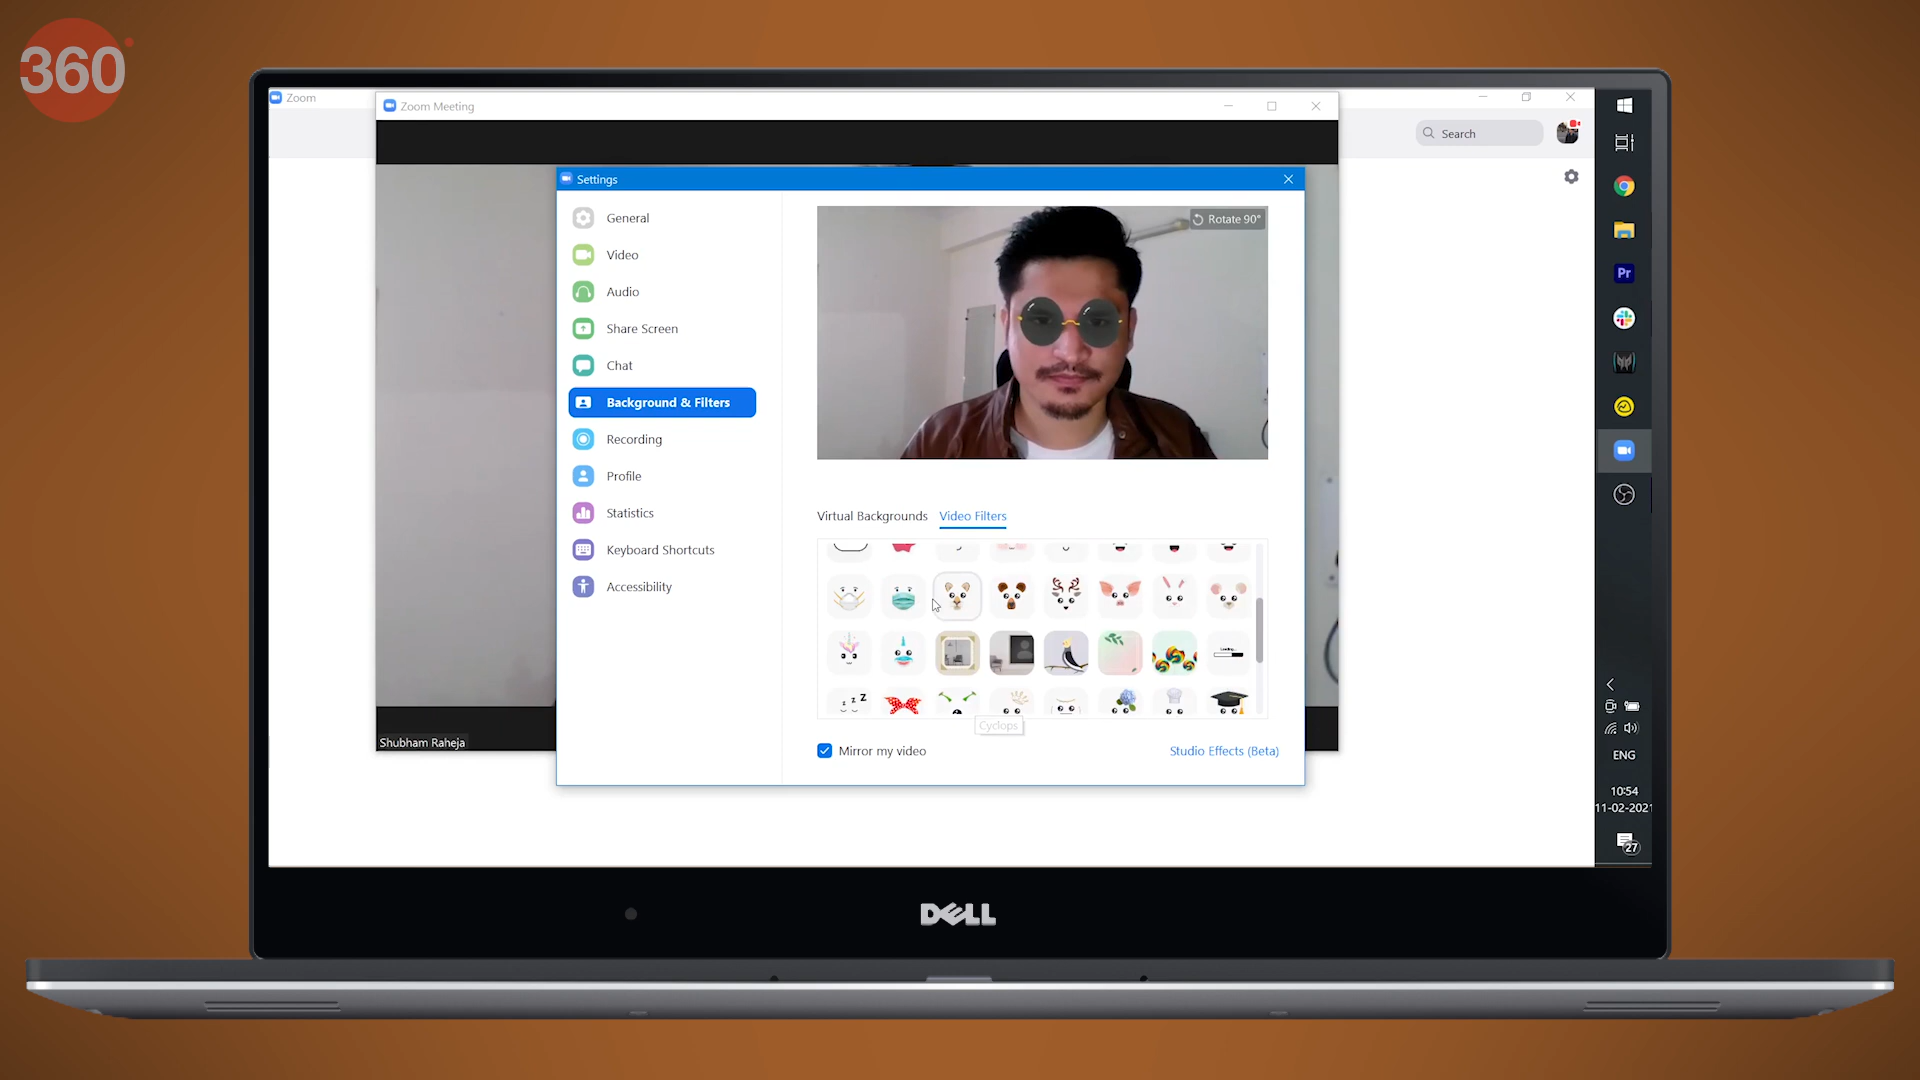 360
Zoom
Zoom Meeting
Search
Settings
General
Video
Audio
Share Screen
Chat
Background & Filters
Recording
Profile
Statistics
Keyboard Shortcuts
Accessibility
Rotate 90°
Virtual Backgrounds
Video Filters
Loading...
z z Z
Cyclops
Mirror my video
Studio Effects (Beta)
Shubham Raheja
Pr
ENG
10:54
11-02-2021
27
DELL